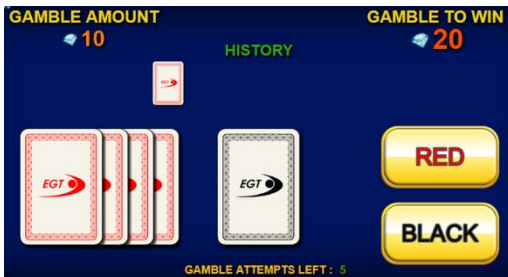 GAMBLE AMOUNT
10
GAMBLE TO WIN
20
HISTORY
EGT
EGT
EGT
RED
BLACK
GAMBLE ATTEMPTS LEFT : 5